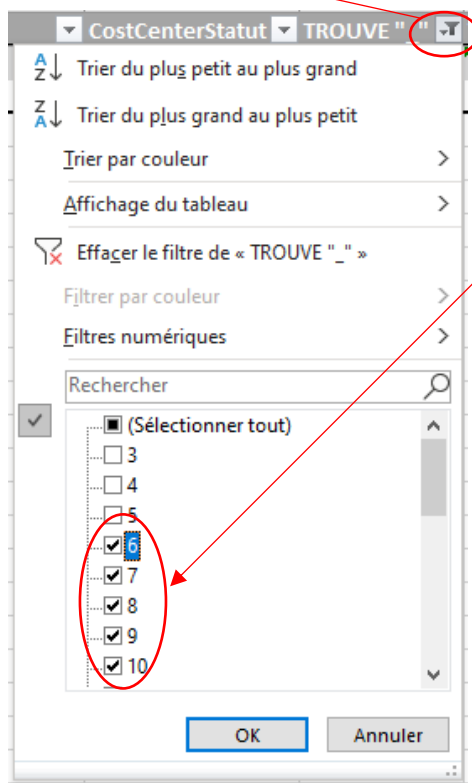 CostCenterStatut TROUVE "_"
Trier du plus petit au plus grand
Trier du plus grand au plus petit
Trier par couleur
Affichage du tableau
Effacer le filtre de « TROUVE "_" »
Filtrer par couleur
Filtres numériques
Rechercher
(Sélectionner tout)
3
4
5
6
7
8
9
10
OK Annuler